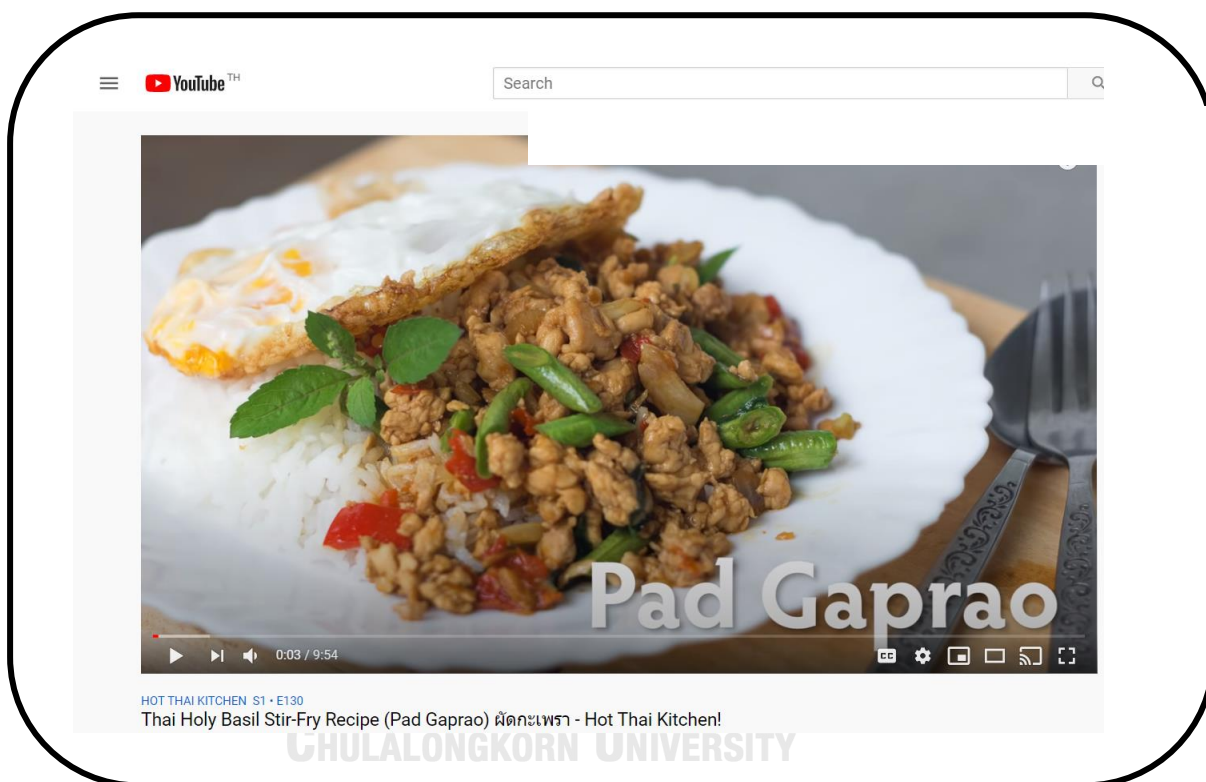 YouTube TH
Search
Pad Gaprao
0:03 / 9:54
CC
HOT THAI KITCHEN S1 • E130
Thai Holy Basil Stir-Fry Recipe (Pad Gaprao) ผัดกะเพรา - Hot Thai Kitchen!
CHULALONGKORN UNIVERSITY